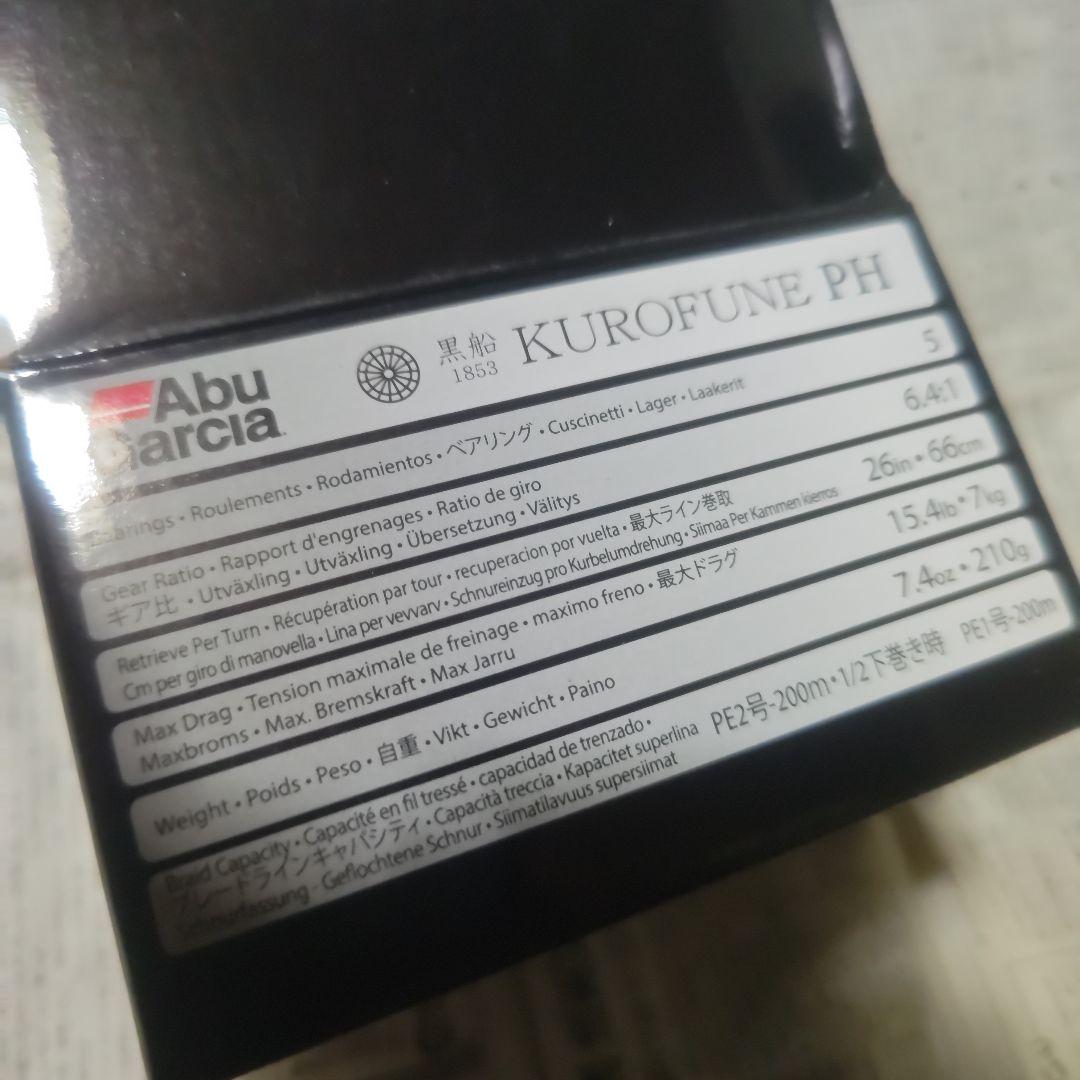 Abu
Garcia
黒船
1853
KUROFUNE PH
Bearings・Roulements・Rodamientos・ベアリング・Cuscinetti・Lager・Laakerit
5
Gear Ratio・Rapport d'engrenages・Ratio de giro
ギア比・Utväxling・Utväxling・Übersetzung・Välitys
6.4:1
Retrieve Per Turn・Récupération par tour・recuperacion por vuelta・最大ライン巻取
Cm per giro di manovella・Lina per vevvarv・Schnureinzug pro Kurbelumdrehung・Siimaa Per Kammen kierros
26in・66cm
Max Drag・Tension maximale de freinage・maximo freno・最大ドラグ
Maxbroms・Max. Bremskraft・Max Jarru
15.4lb・7kg
Weight・Poids・Peso・自重・Vikt・Gewicht・Paino
7.4oz・210g
Braid Capacity・Capacité en fil tressé・capacidad de trenzado・
ブレードラインキャパシティ・Capacità treccia・Kapacitet superlina
Schnurfassung - Geflochtene Schnur・Siimatilavuus supersiimat
PE2号-200m・1/2下巻き時 PE1号-200m